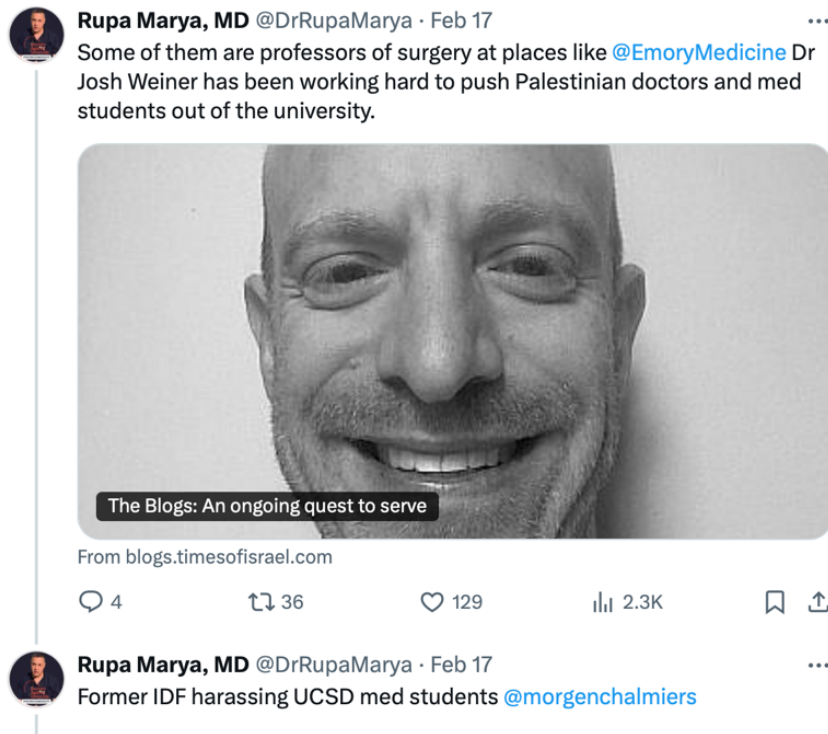 Rupa Marya, MD @DrRupaMarya · Feb 17
Some of them are professors of surgery at places like @EmoryMedicine Dr
Josh Weiner has been working hard to push Palestinian doctors and med
students out of the university.
The Blogs: An ongoing quest to serve
From blogs.timesofisrael.com
4 36 129 2.3K
Rupa Marya, MD @DrRupaMarya · Feb 17
Former IDF harassing UCSD med students @morgenchalmiers